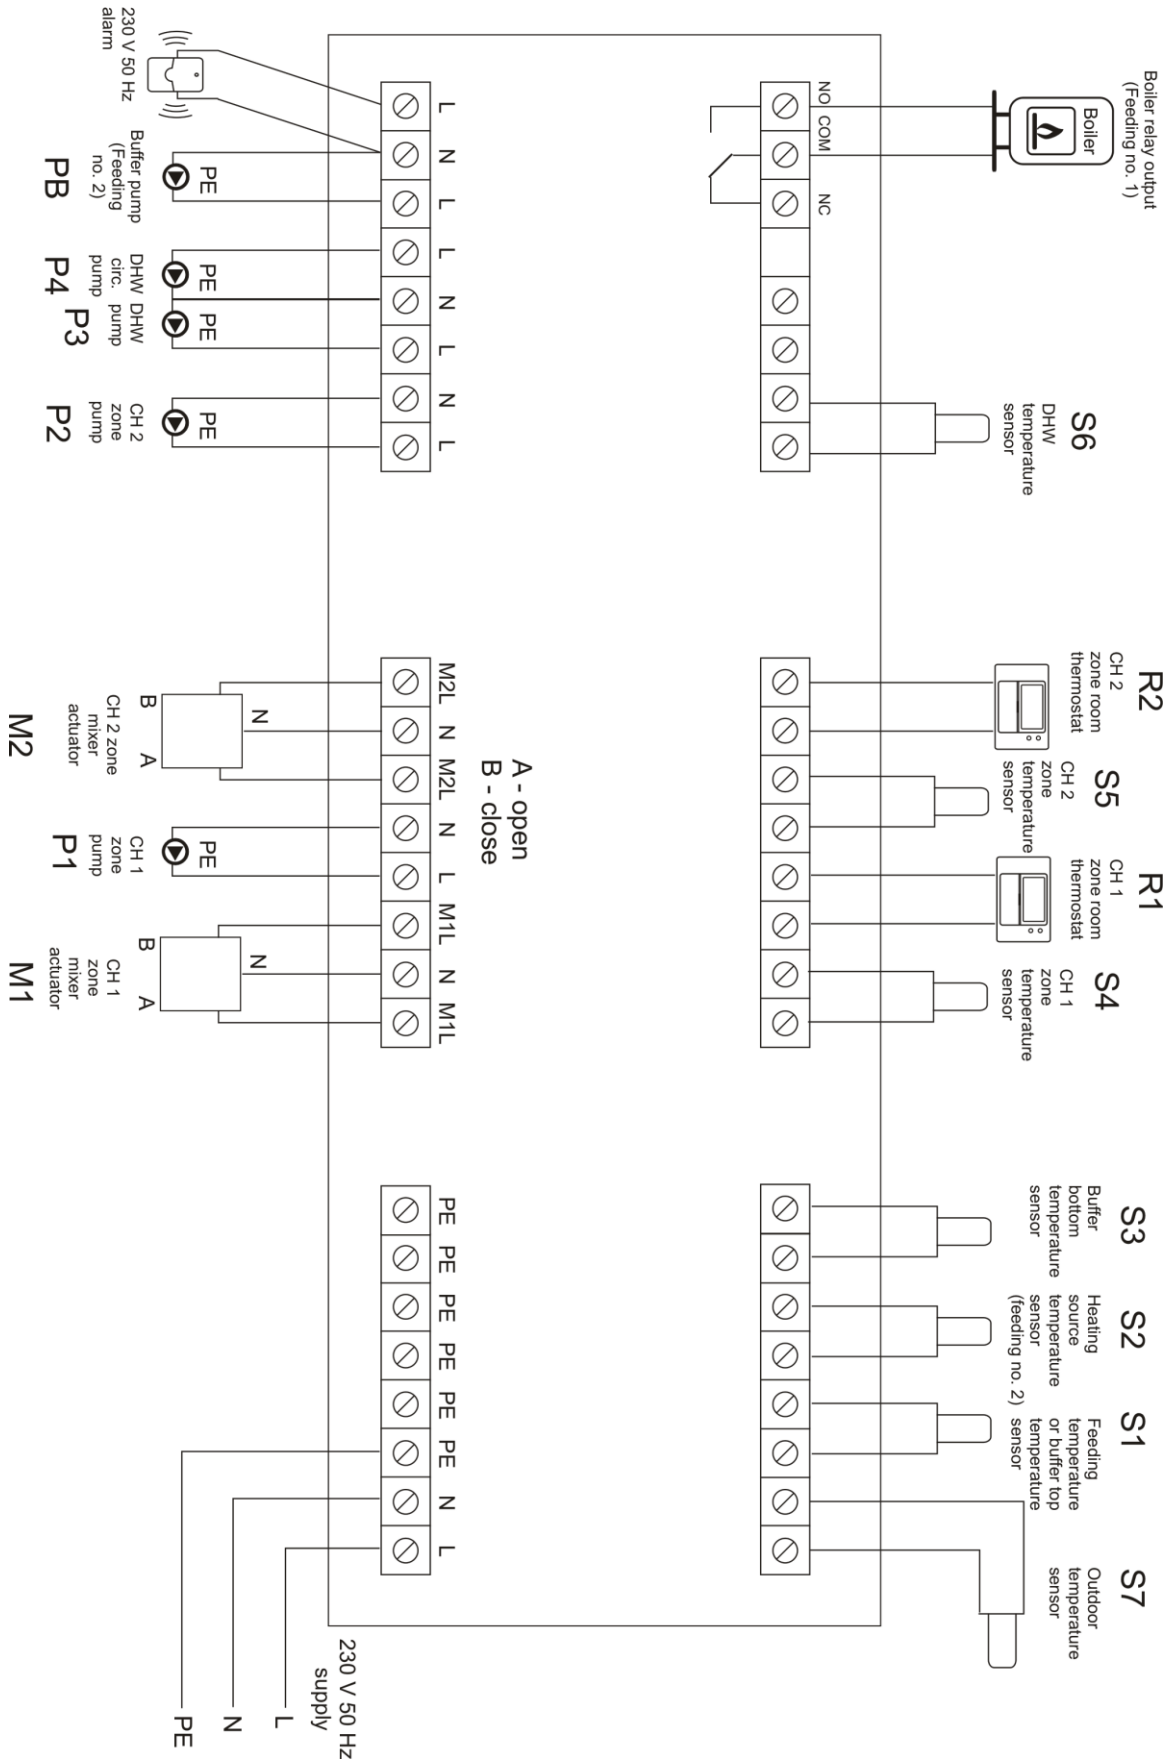 Boiler relay output
(Feeding no. 1)
Boiler
S6
DHW
temperature
sensor
R2
CH 2
zone room
thermostat
S5
CH 2
zone
temperature
sensor
R1
CH 1
zone room
thermostat
S4
CH 1
zone
temperature
sensor
S3
Buffer
bottom
temperature
sensor
S2
Heating
source
temperature
sensor
(feeding no. 2)
S1
Feeding
temperature
or buffer top
temperature
sensor
S7
Outdoor
temperature
sensor
NO COM NC
A - open
B - close
L N L L N L N L
M2L N M2L N L M1L N M1L
PE PE PE PE PE PE N L
230 V 50 Hz
alarm
PE
Buffer pump
(Feeding
no. 2)
PB
PE
DHW
circ.
pump
P4
PE
DHW
pump
P3
PE
CH 2
zone
pump
P2
N
B A
CH 2 zone
mixer
actuator
M2
PE
CH 1
zone
pump
P1
N
B A
CH 1
zone
mixer
actuator
M1
230 V 50 Hz
supply
L
N
PE